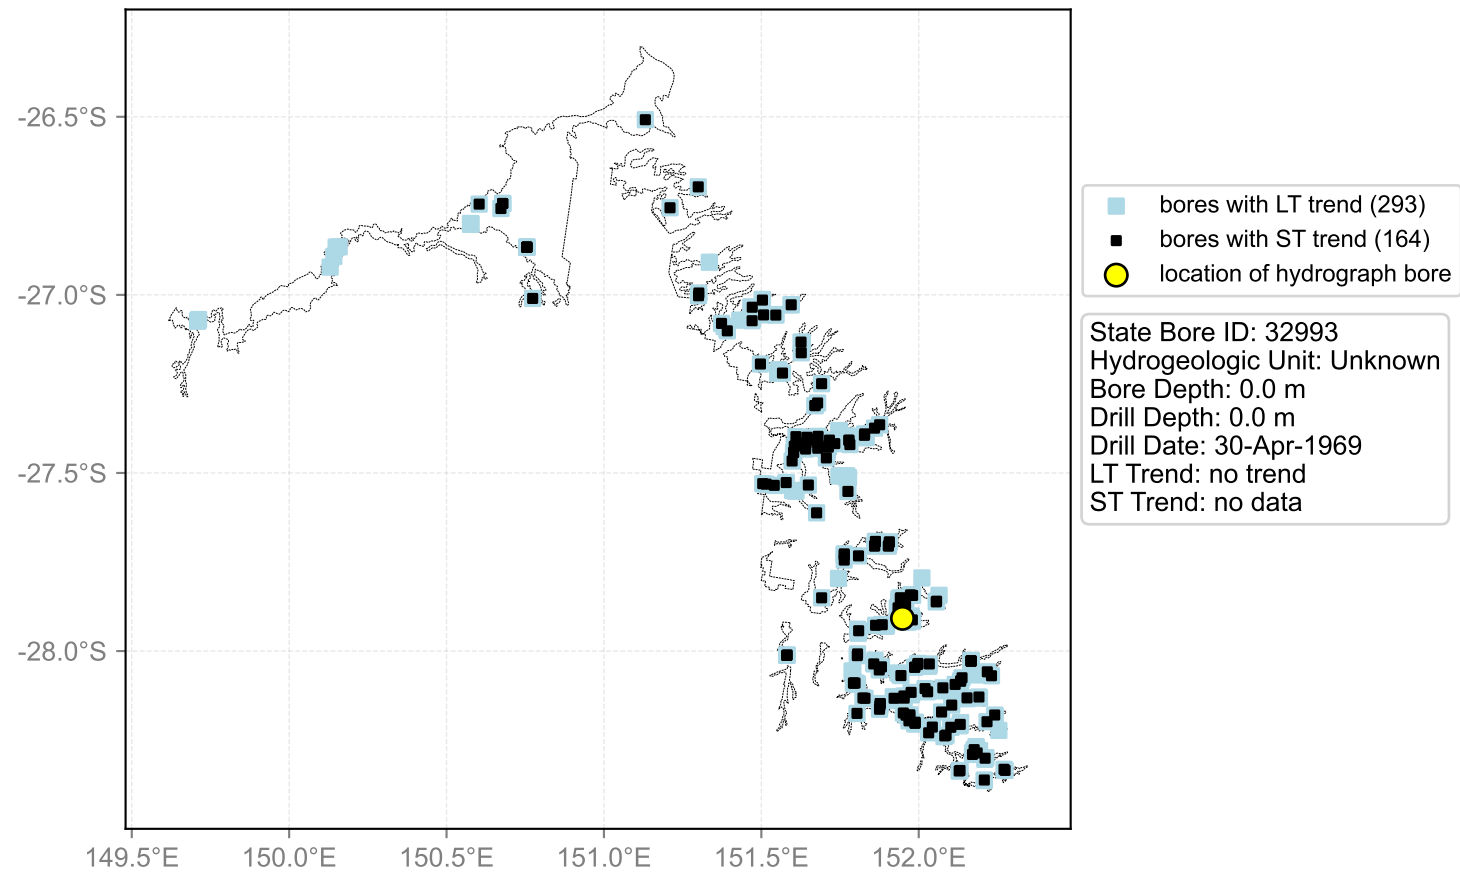 -26.5°S
-27.0°S
-27.5°S
-28.0°S
149.5°E
150.0°E
150.5°E
151.0°E
151.5°E
152.0°E
bores with LT trend (293)
bores with ST trend (164)
location of hydrograph bore
State Bore ID: 32993
Hydrogeologic Unit: Unknown
Bore Depth: 0.0 m
Drill Depth: 0.0 m
Drill Date: 30-Apr-1969
LT Trend: no trend
ST Trend: no data